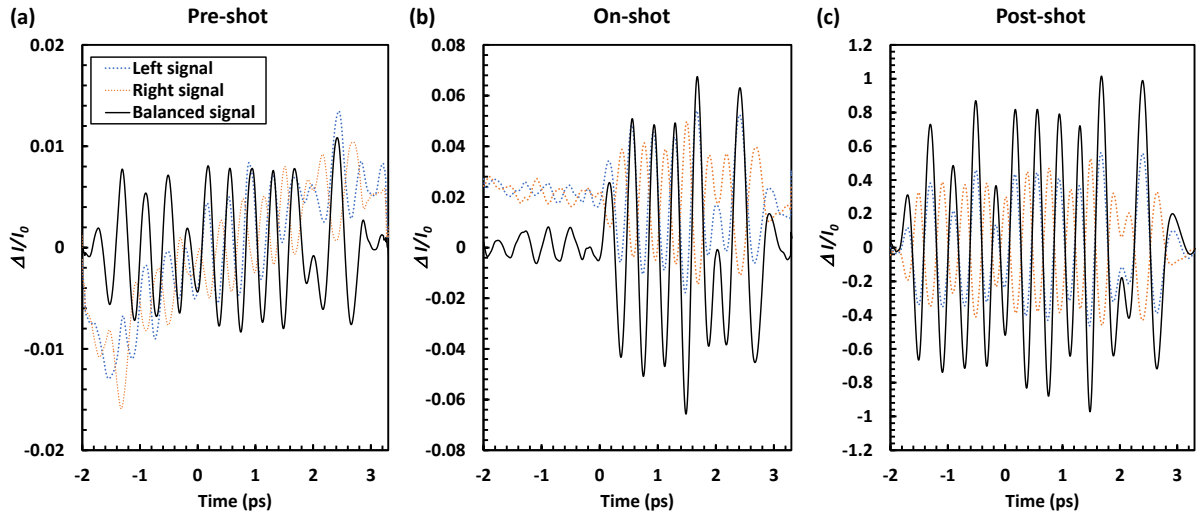 (a) Pre-shot
0.02
0.01
0
-0.01
-0.02
Δ I/I0
Left signal
Right signal
Balanced signal
-2 -1 0 1 2 3
Time (ps)
(b) On-shot
0.08
0.06
0.04
0.02
0.00
-0.02
-0.04
-0.06
-0.08
Δ I/I0
-2 -1 0 1 2 3
Time (ps)
(c) Post-shot
1.2
1
0.8
0.6
0.4
0.2
0
-0.2
-0.4
-0.6
-0.8
-1
-1.2
Δ I/I0
-2 -1 0 1 2 3
Time (ps)